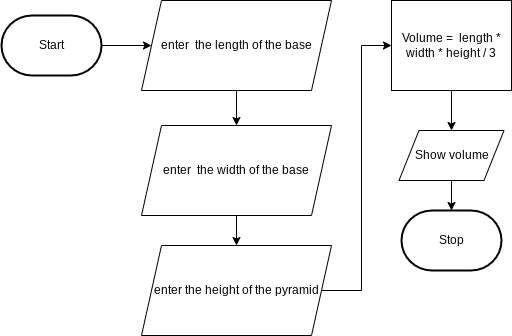 Start
enter  the length of the base
enter  the width of the base
enter the height of the pyramid
Volume =  length *
width * height / 3
Show volume
Stop